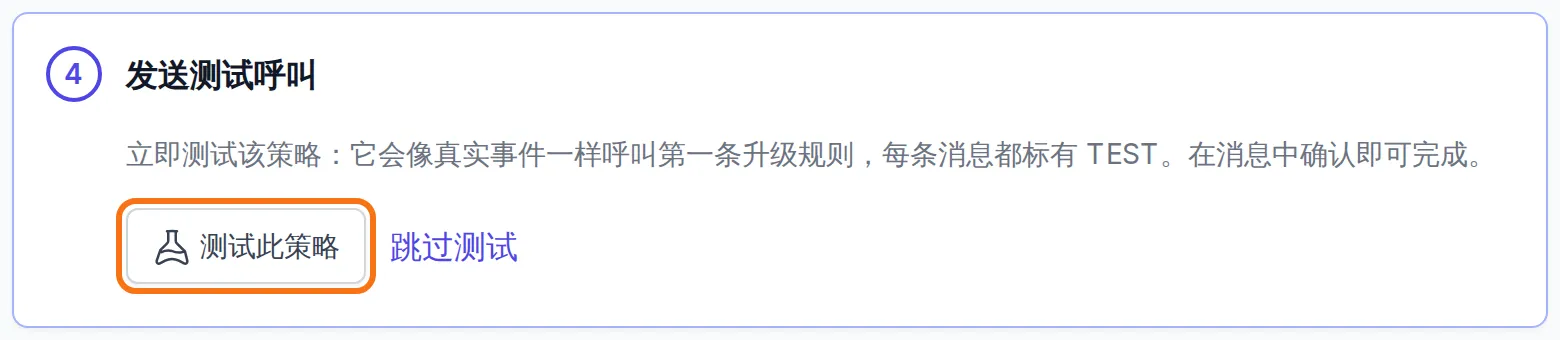 4 发送测试呼叫
立即测试该策略：它会像真实事件一样呼叫第一条升级规则，每条消息都标有 TEST。在消息中确认即可完成。
测试此策略 跳过测试